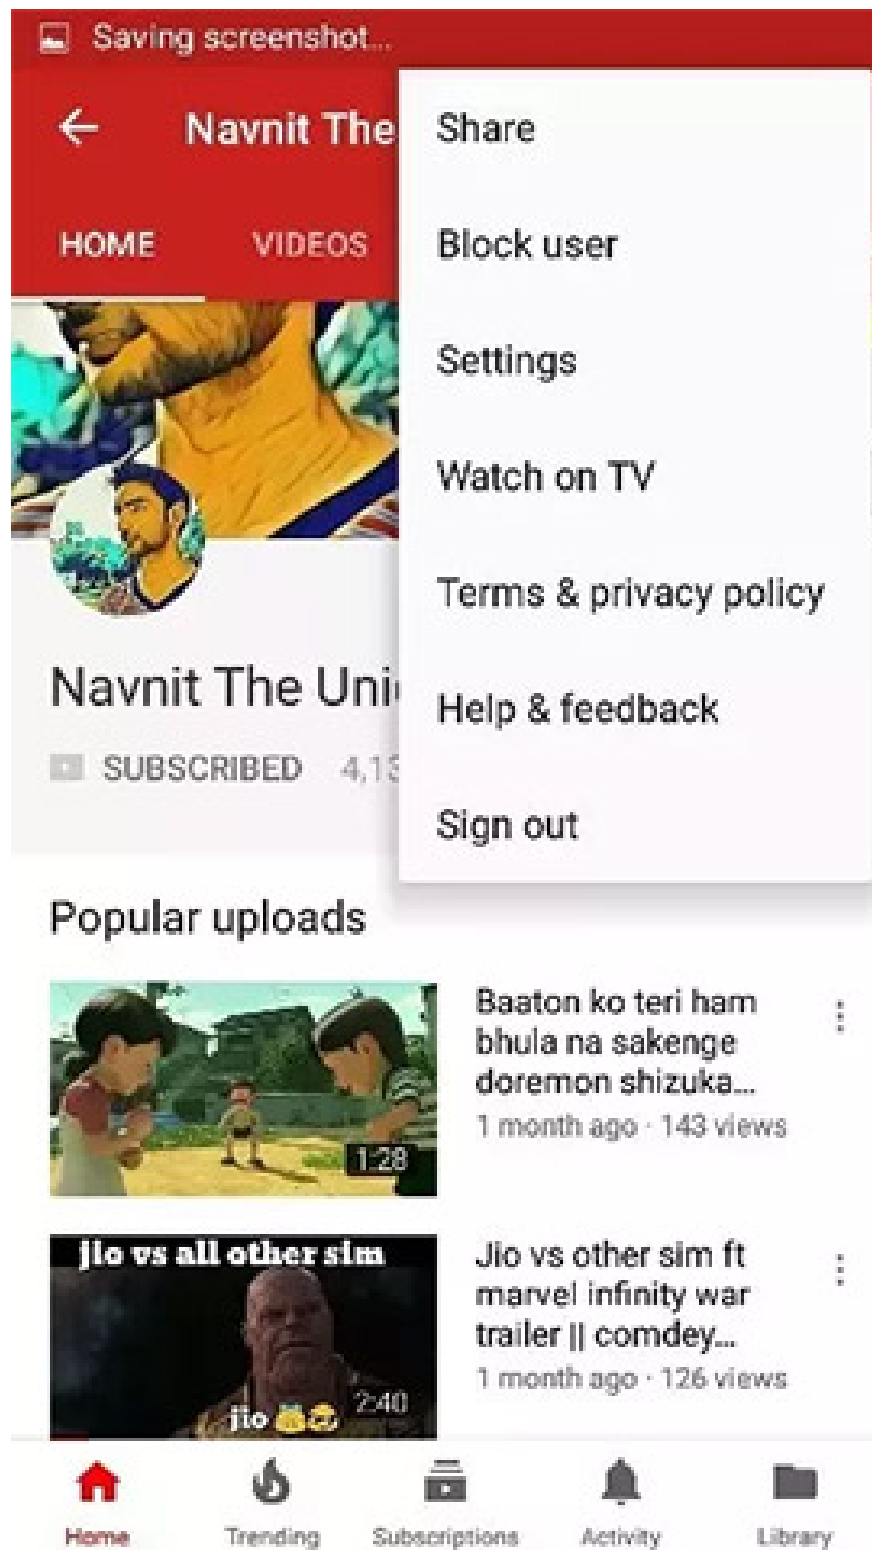 Saving screenshot...
Navnit The
HOME VIDEOS
Share
Block user
Settings
Watch on TV
Terms & privacy policy
Help & feedback
Sign out
Navnit The Uni
SUBSCRIBED 4,13
Popular uploads
Baaton ko teri ham
bhula na sakenge
doremon shizuka...
1 month ago · 143 views
1:28
jio vs all other sim
jio
2:40
Jio vs other sim ft
marvel infinity war
trailer || comdey...
1 month ago · 126 views
Home Trending Subscriptions Activity Library